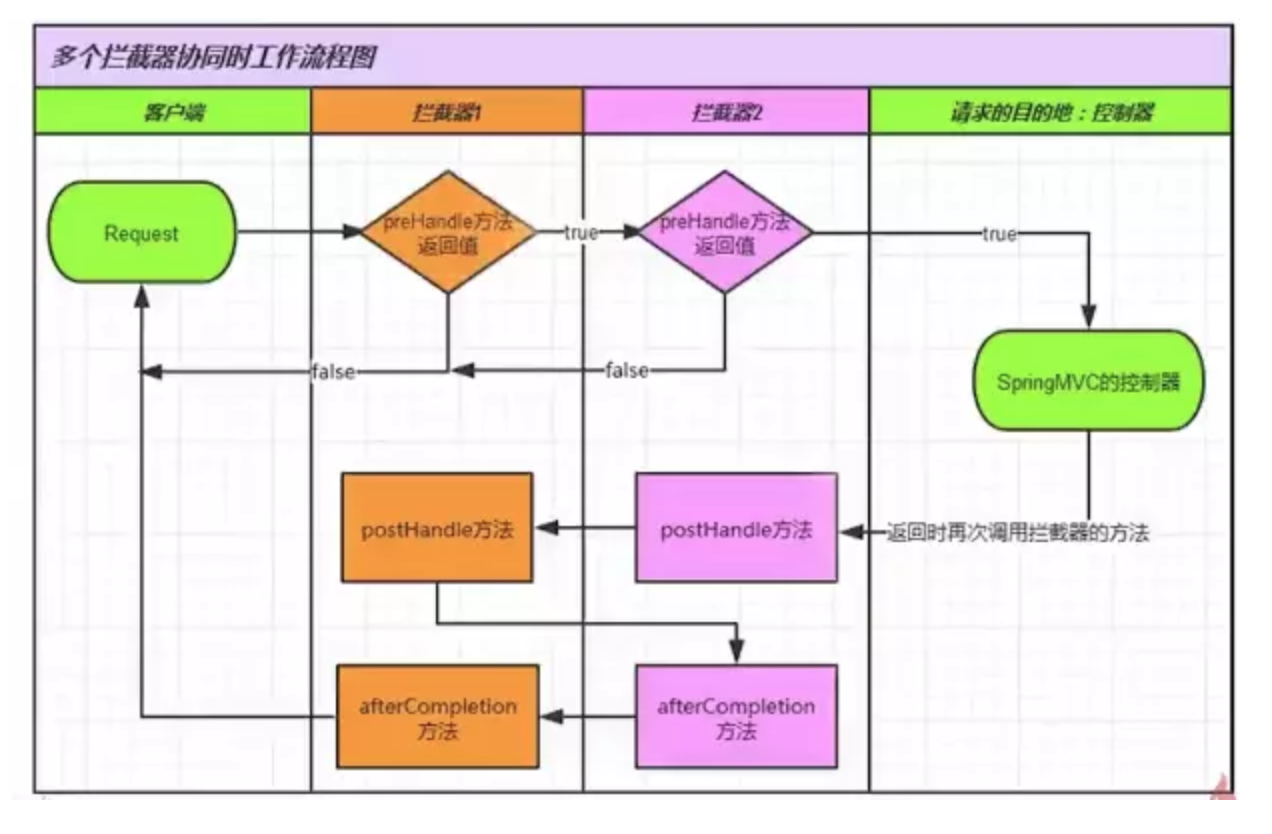 多个拦截器协同时工作流程图
客户端
拦截器1
拦截器2
请求的目的地：控制器
Request
preHandle方法
返回值
true
preHandle方法
返回值
true
false
false
SpringMVC的控制器
postHandle方法
postHandle方法
返回时再次调用拦截器的方法
afterCompletion
方法
afterCompletion
方法